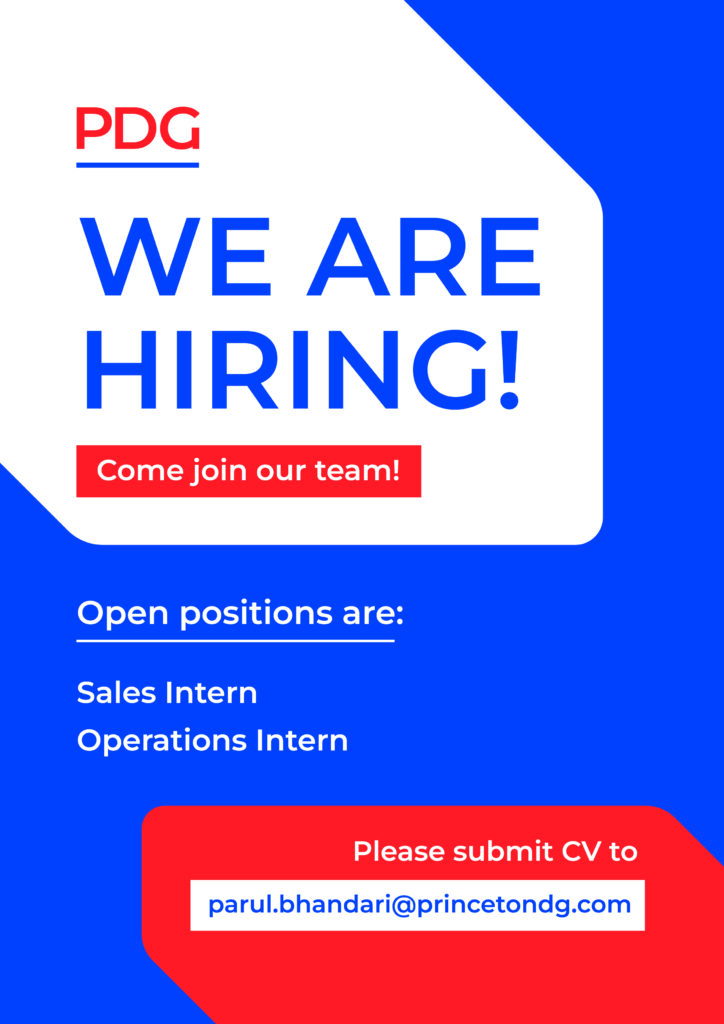 PDG
WE ARE
HIRING!
Come join our team!
Open positions are:
Sales Intern
Operations Intern
Please submit CV to
parul.bhandari@princetondg.com